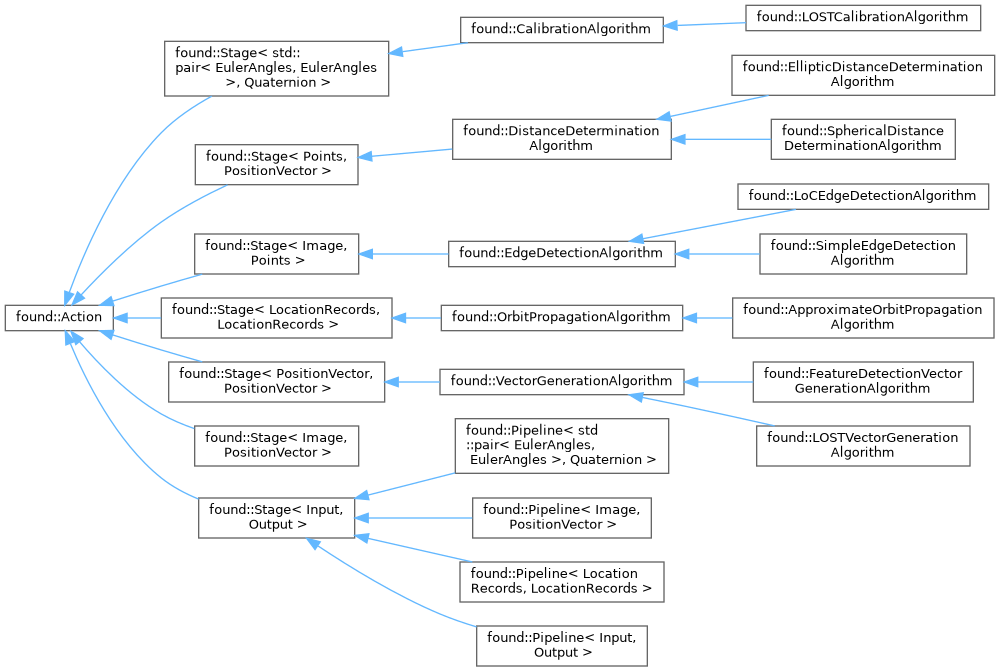 found::LOSTCalibrationAlgorithm
found::CalibrationAlgorithm
found::Stage< std::
pair< EulerAngles, EulerAngles
>, Quaternion >
found::EllipticDistanceDetermination
Algorithm
found::DistanceDetermination
Algorithm
found::SphericalDistance
DeterminationAlgorithm
found::Stage< Points,
PositionVector >
found::LoCEdgeDetectionAlgorithm
found::Stage< Image,
Points >
found::EdgeDetectionAlgorithm
found::SimpleEdgeDetection
Algorithm
found::Action
found::Stage< LocationRecords,
LocationRecords >
found::OrbitPropagationAlgorithm
found::ApproximateOrbitPropagation
Algorithm
found::Stage< PositionVector,
PositionVector >
found::VectorGenerationAlgorithm
found::FeatureDetectionVector
GenerationAlgorithm
found::Stage< Image,
PositionVector >
found::Pipeline< std
::pair< EulerAngles,
EulerAngles >, Quaternion >
found::LOSTVectorGeneration
Algorithm
found::Stage< Input,
Output >
found::Pipeline< Image,
PositionVector >
found::Pipeline< Location
Records, LocationRecords >
found::Pipeline< Input,
Output >